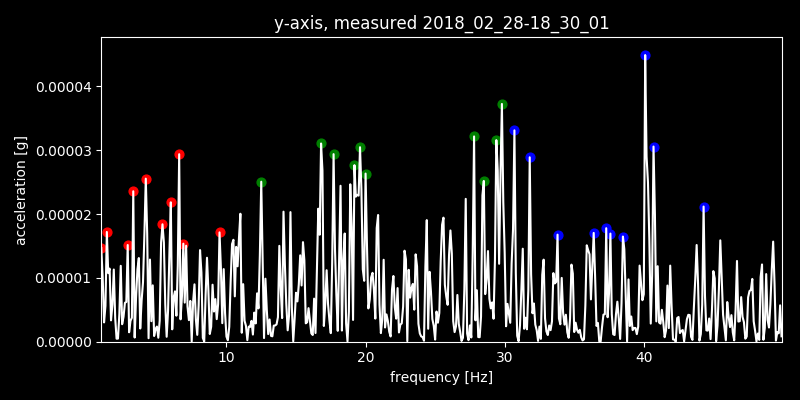 y-axis, measured 2018_02_28-18_30_01
acceleration [g]
0.00004
0.00003
0.00002
0.00001
0.00000
10 20 30 40
frequency [Hz]